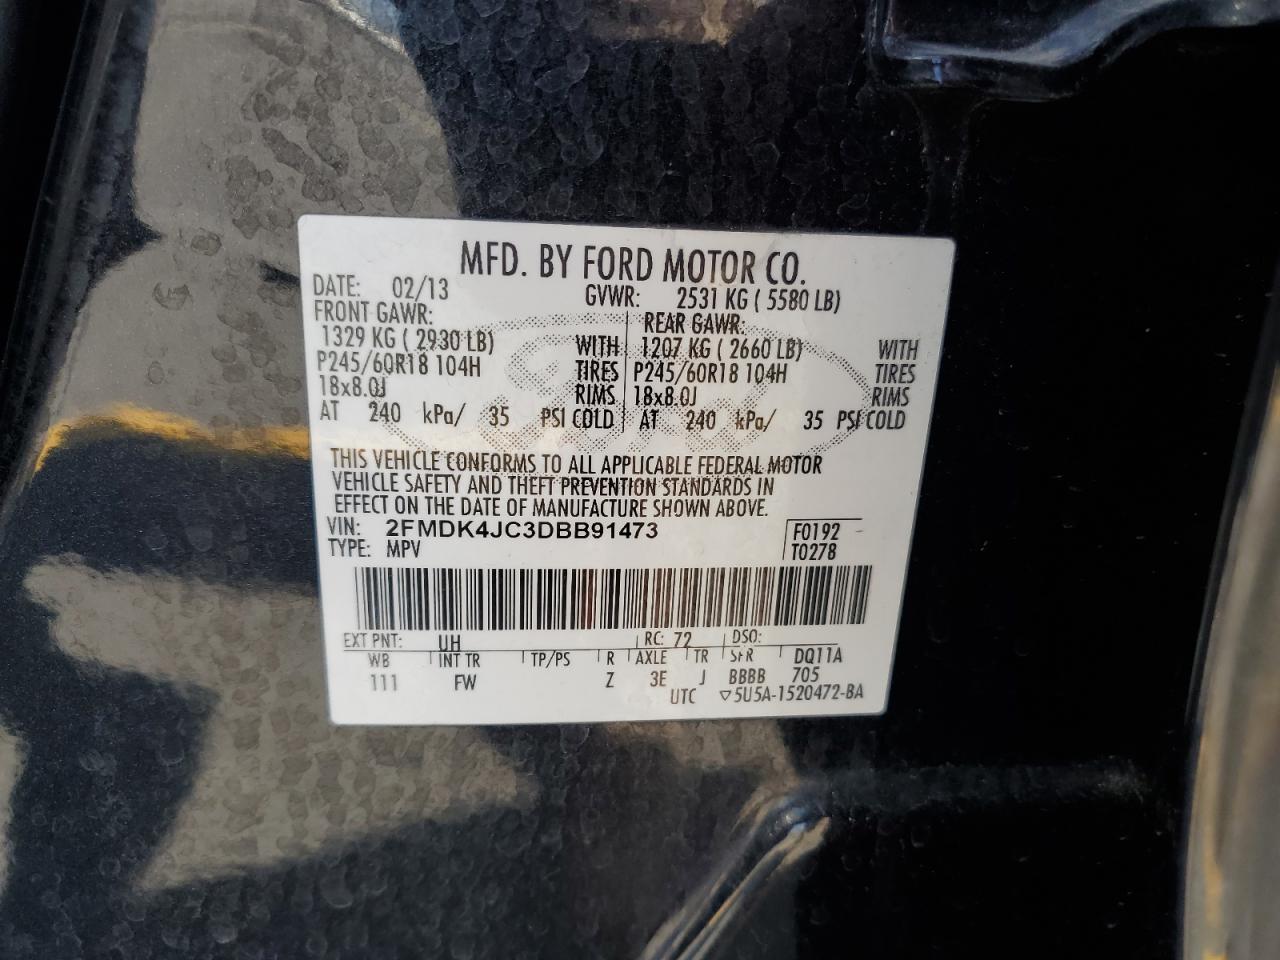 MFD. BY FORD MOTOR CO.
DATE: 02/13 GVWR: 2531 KG ( 5580 LB)
FRONT GAWR: REAR GAWR:
1329 KG ( 2930 LB) WITH 1207 KG ( 2660 LB) WITH
P245/60R18 104H TIRES P245/60R18 104H TIRES
18x8.0J RIMS 18x8.0J RIMS
AT 240 kPa/ 35 PSI COLD AT 240 kPa/ 35 PSI COLD
THIS VEHICLE CONFORMS TO ALL APPLICABLE FEDERAL MOTOR
VEHICLE SAFETY AND THEFT PREVENTION STANDARDS IN
EFFECT ON THE DATE OF MANUFACTURE SHOWN ABOVE.
VIN: 2FMDK4JC3DBB91473 F0192
TYPE: MPV T0278
EXT PNT: UH RC: 72 DSO:
WB INT TR TP/PS R AXLE TR SPR DQ11A
111 FW Z 3E J BBBB 705
UTC ▽5U5A-1520472-BA